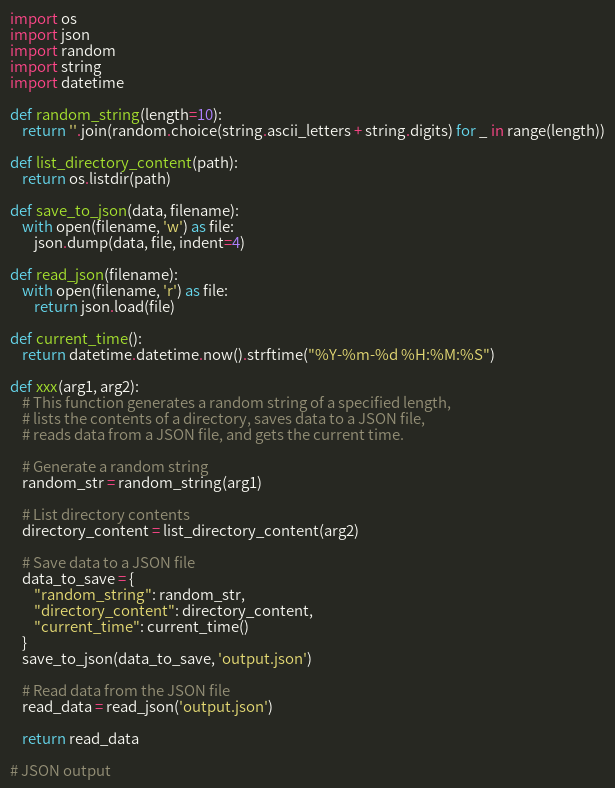 import os
import json
import random
import string
import datetime

def random_string(length=10):
    return ''.join(random.choice(string.ascii_letters + string.digits) for _ in range(length))

def list_directory_content(path):
    return os.listdir(path)

def save_to_json(data, filename):
    with open(filename, 'w') as file:
        json.dump(data, file, indent=4)

def read_json(filename):
    with open(filename, 'r') as file:
        return json.load(file)

def current_time():
    return datetime.datetime.now().strftime("%Y-%m-%d %H:%M:%S")

def xxx(arg1, arg2):
    # This function generates a random string of a specified length,
    # lists the contents of a directory, saves data to a JSON file,
    # reads data from a JSON file, and gets the current time.

    # Generate a random string
    random_str = random_string(arg1)

    # List directory contents
    directory_content = list_directory_content(arg2)

    # Save data to a JSON file
    data_to_save = {
        "random_string": random_str,
        "directory_content": directory_content,
        "current_time": current_time()
    }
    save_to_json(data_to_save, 'output.json')

    # Read data from the JSON file
    read_data = read_json('output.json')

    return read_data

# JSON output